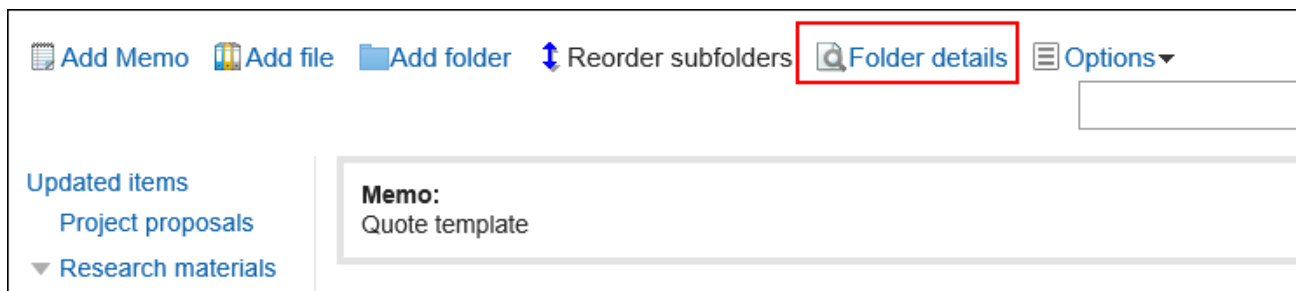 Add Memo Add file Add folder Reorder subfolders Folder details Options
Updated items
Project proposals
Research materials
Memo:
Quote template